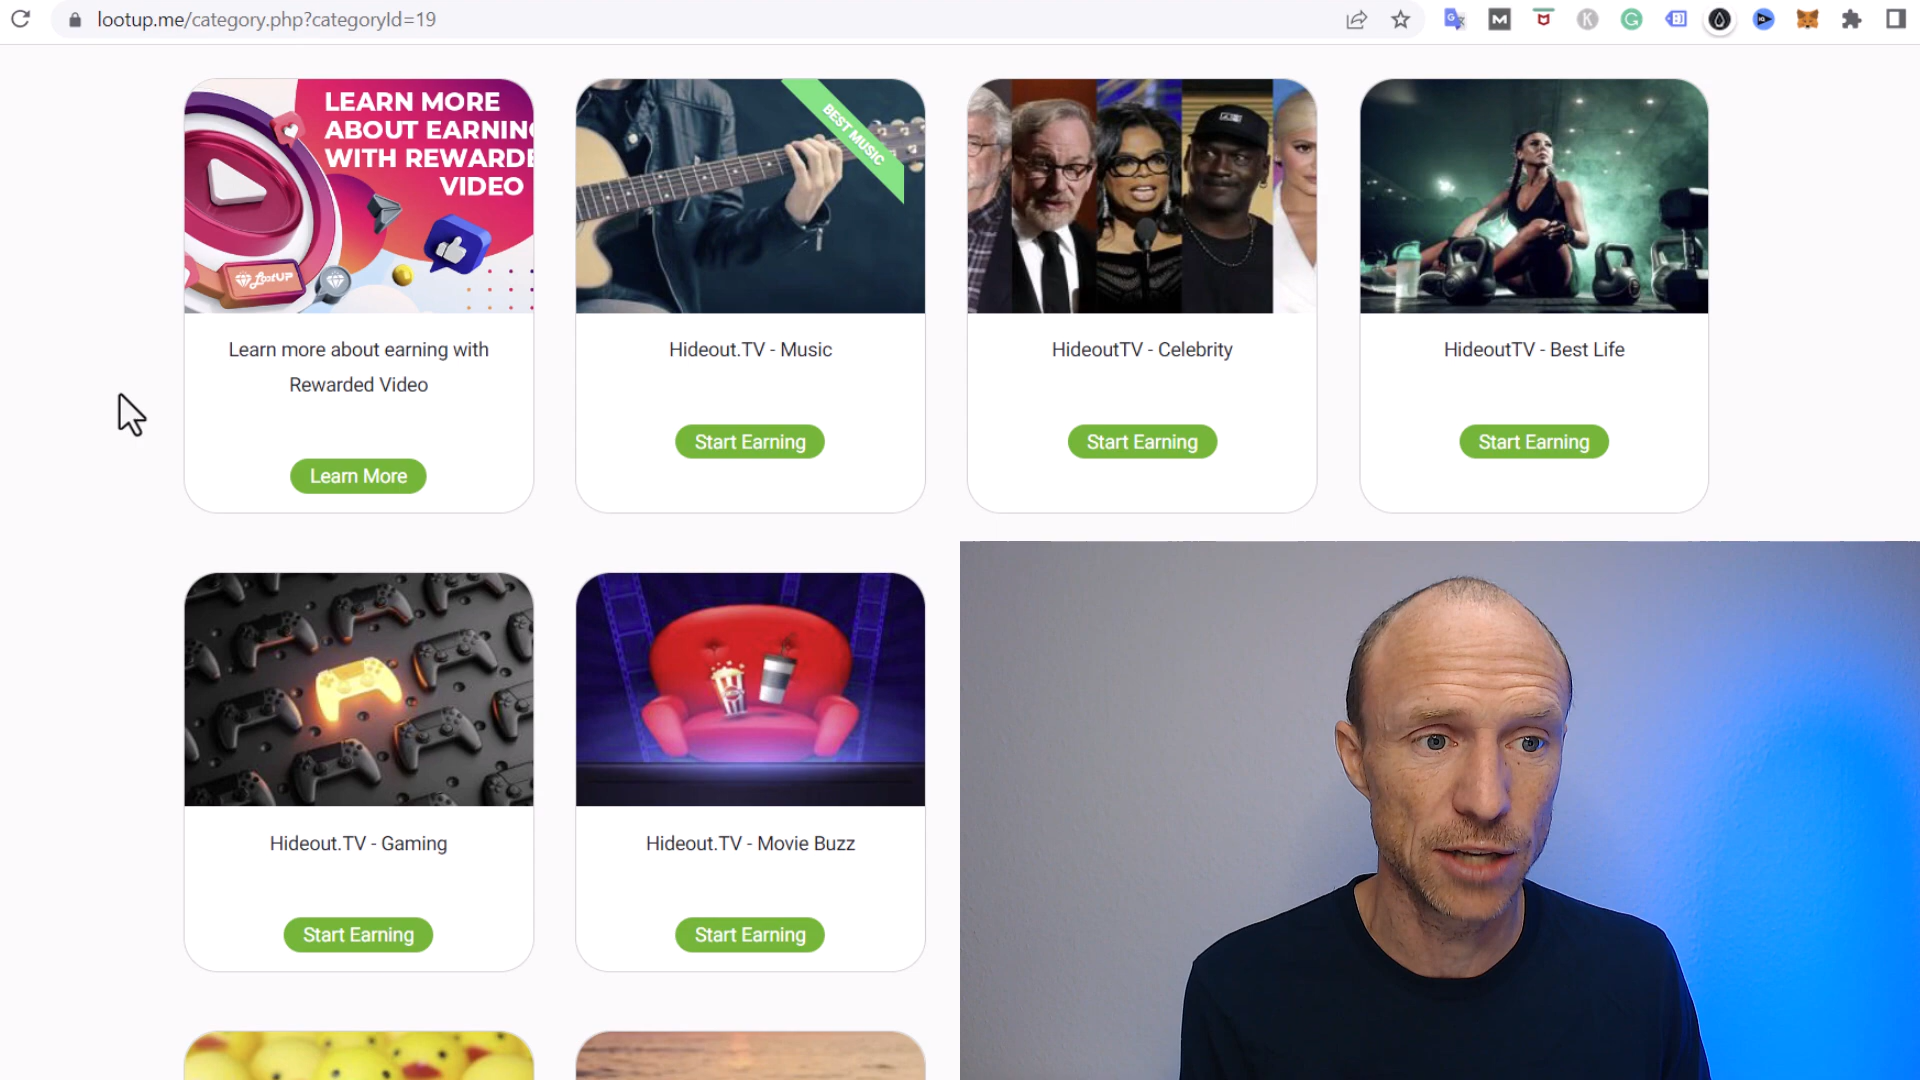 lootup.me/category.php?categoryId=19
LEARN MORE
ABOUT EARNIN
WITH REWARDE
VIDEO
LootUP
BEST MUSIC
Learn more about earning with
Rewarded Video
Learn More
Hideout.TV - Music
Start Earning
HideoutTV - Celebrity
Start Earning
HideoutTV - Best Life
Start Earning
Hideout.TV - Gaming
Start Earning
Hideout.TV - Movie Buzz
Start Earning